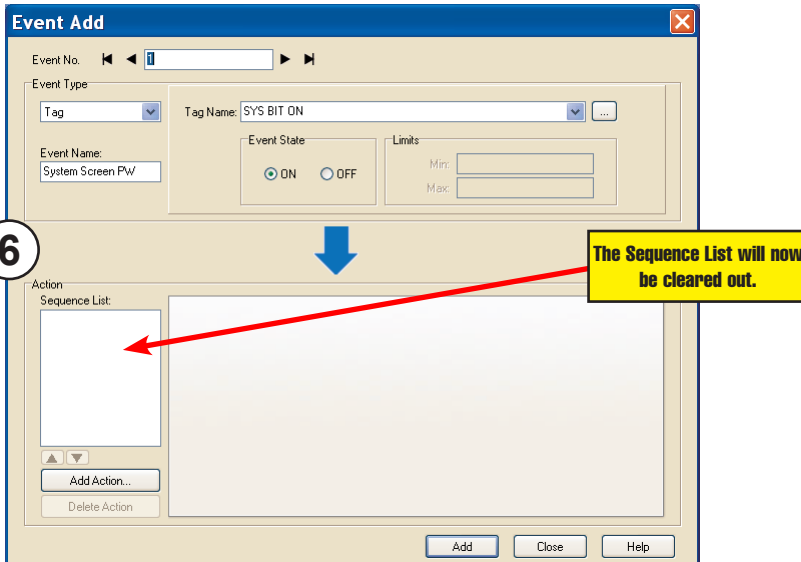 Event Add
Event No. 1
Event Type
Tag
Tag Name: SYS BIT ON ...
Event Name:
System Screen PW
Event State
ON OFF
Limits
Min:
Max:
6
The Sequence List will now
be cleared out.
Action
Sequence List:
Add Action...
Delete Action
Add Close Help